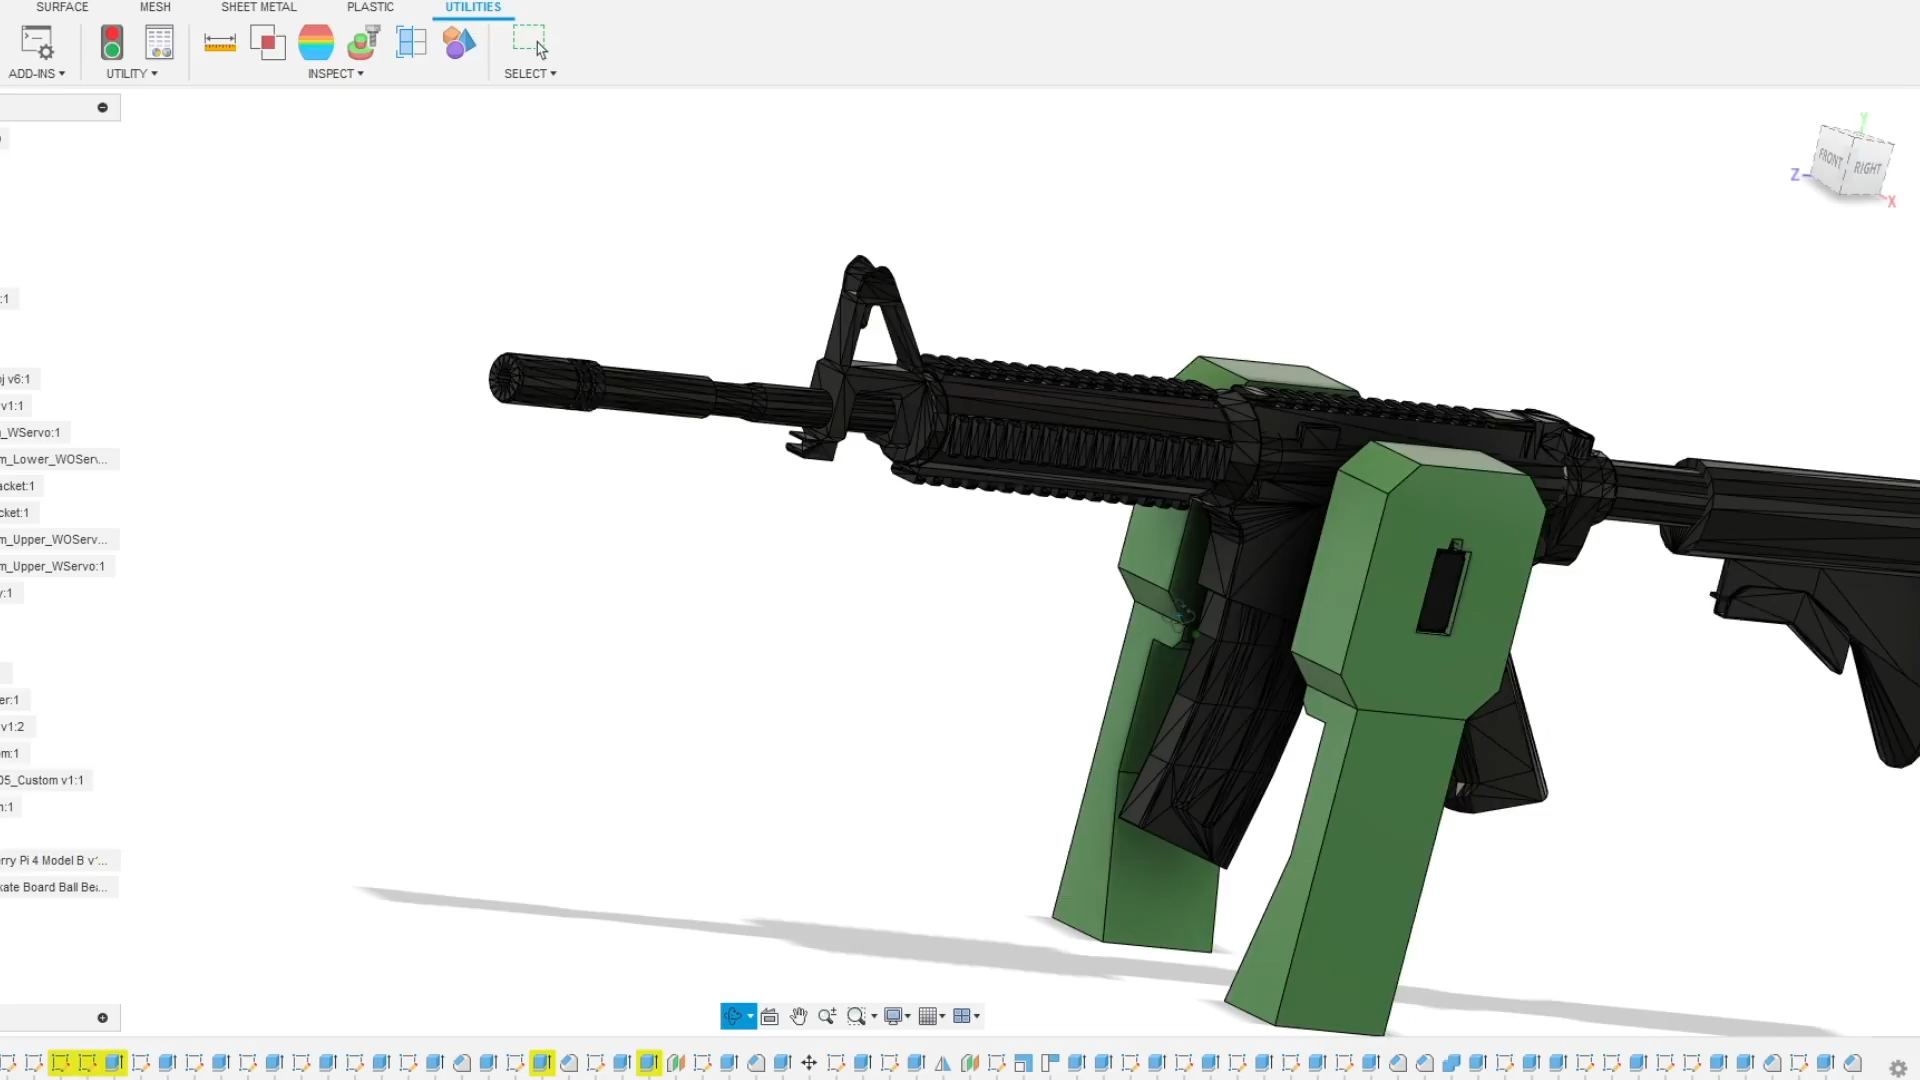 SURFACE MESH SHEET METAL PLASTIC UTILITIES
ADD-INS UTILITY INSPECT SELECT
Y
FRONT RIGHT
Z
X
:1
j v6:1
v1:1
_WServo:1
m_Lower_WOServ...
acket:1
cket:1
m_Upper_WOServ...
m_Upper_WServo:1
y:1
er:1
v1:2
m:1
05_Custom v1:1
n:1
rry Pi 4 Model B v...
kate Board Ball Be...